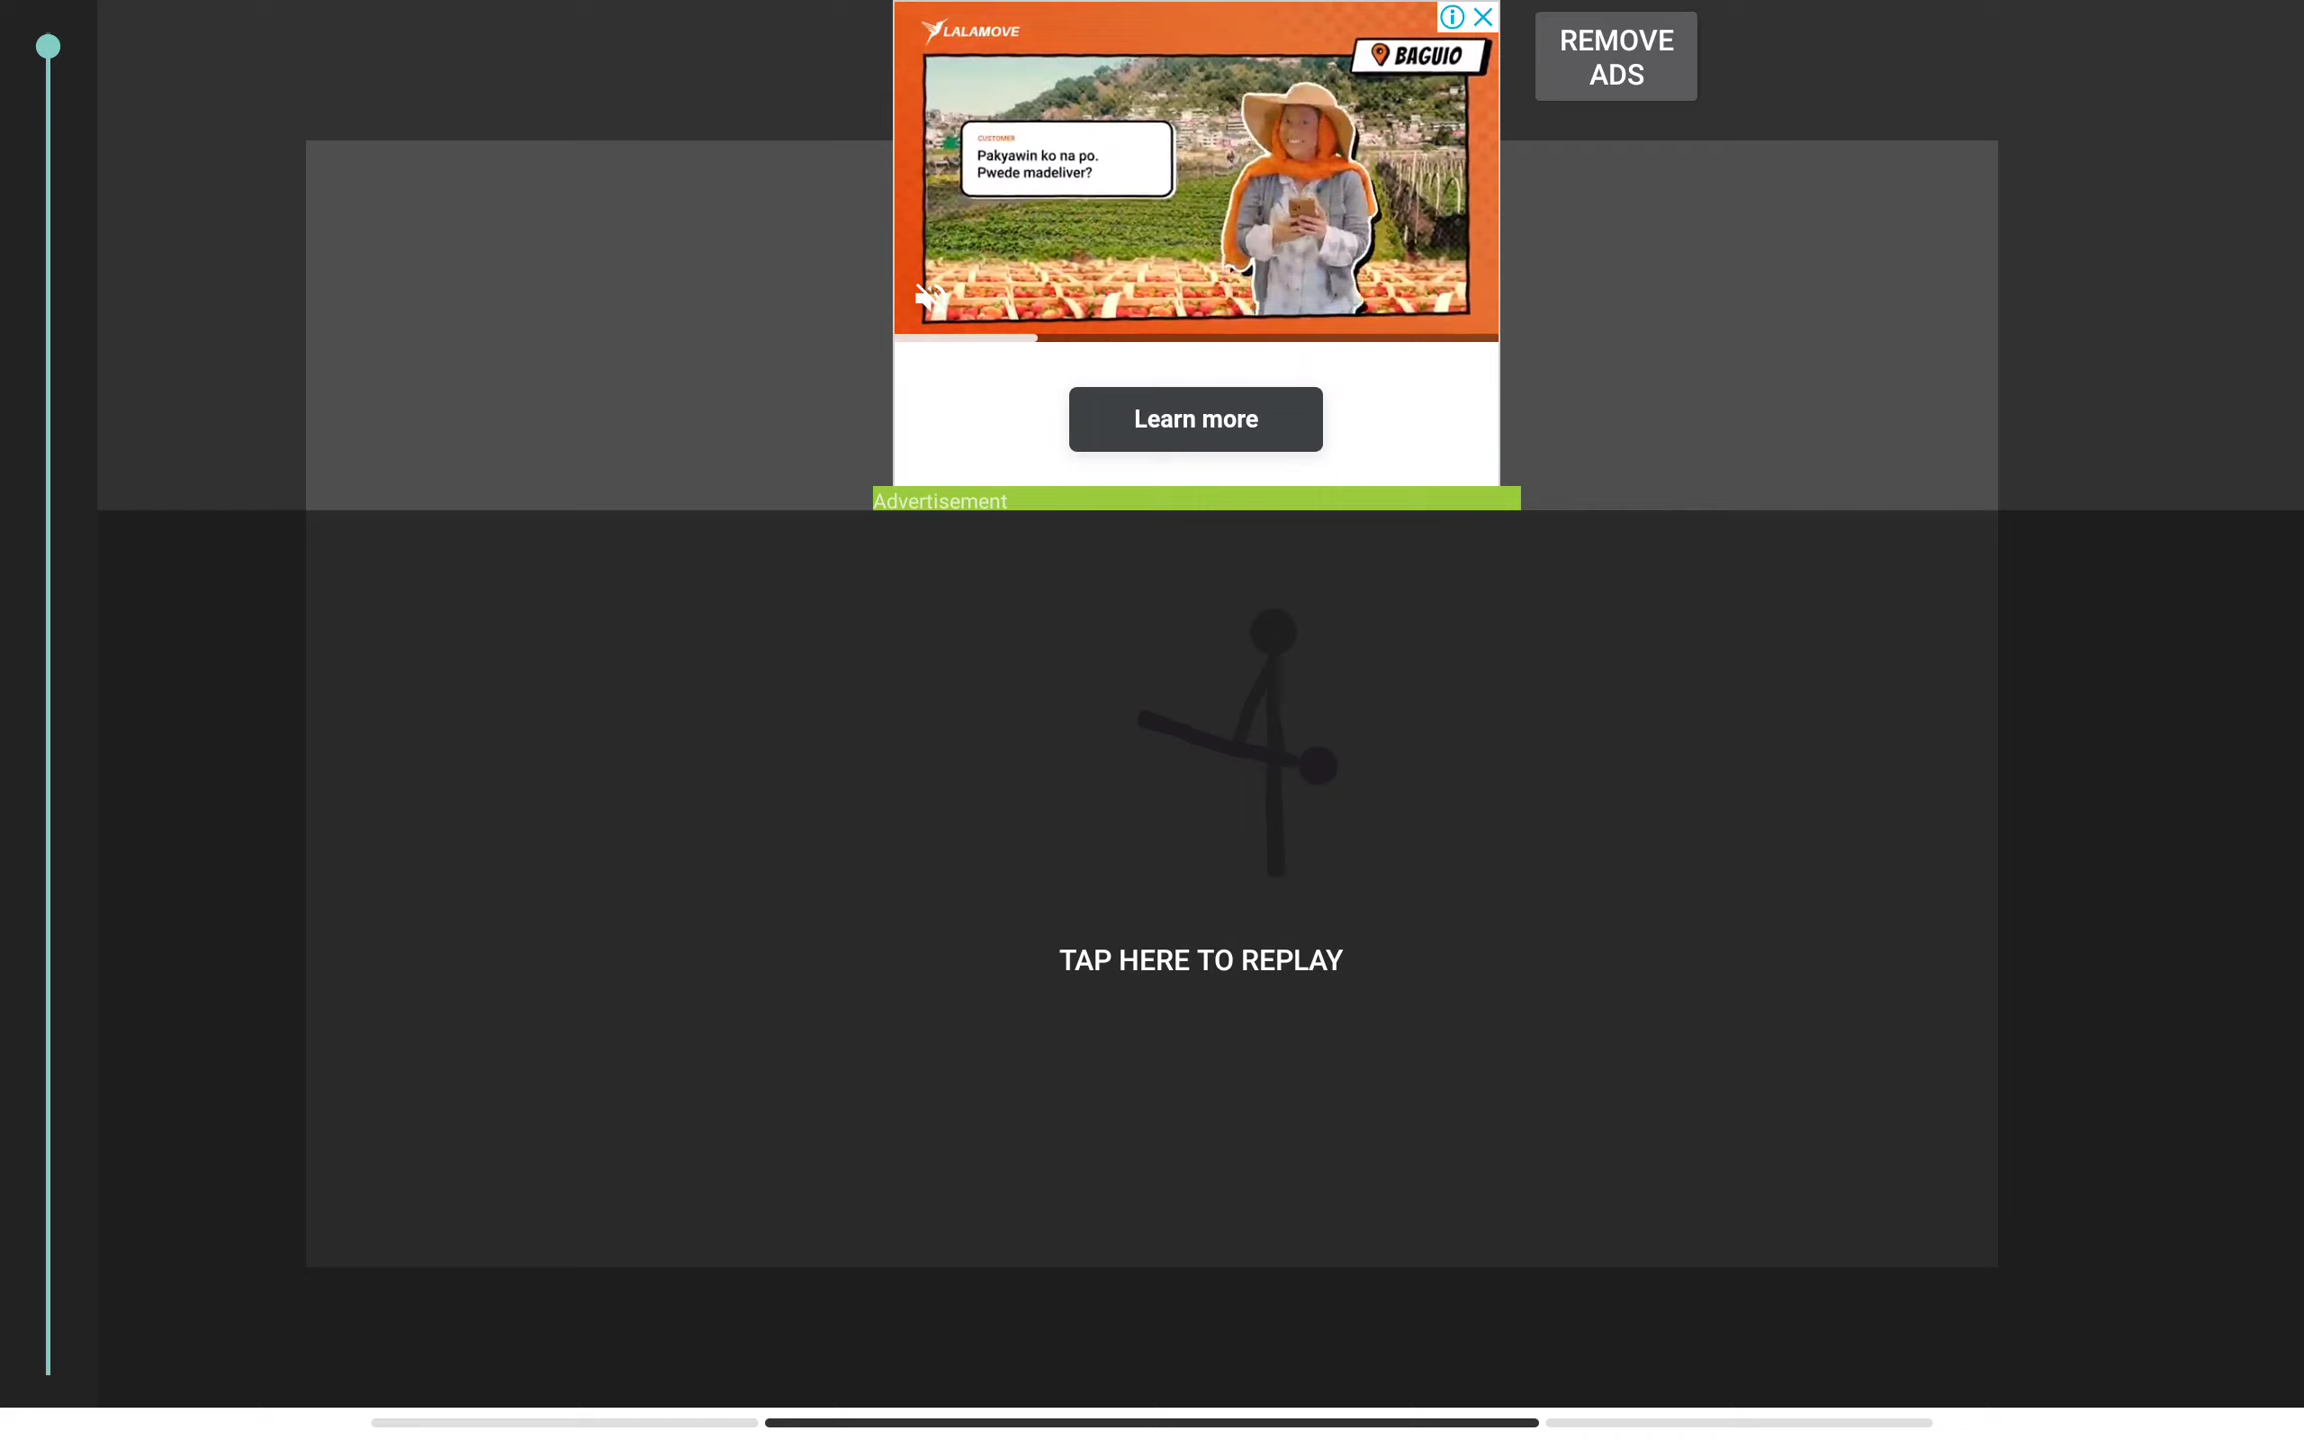 LALAMOVE
BAGUIO
REMOVE
ADS
CUSTOMER
Pakyawin ko na po.
Pwede madeliver?
Learn more
Advertisement
TAP HERE TO REPLAY